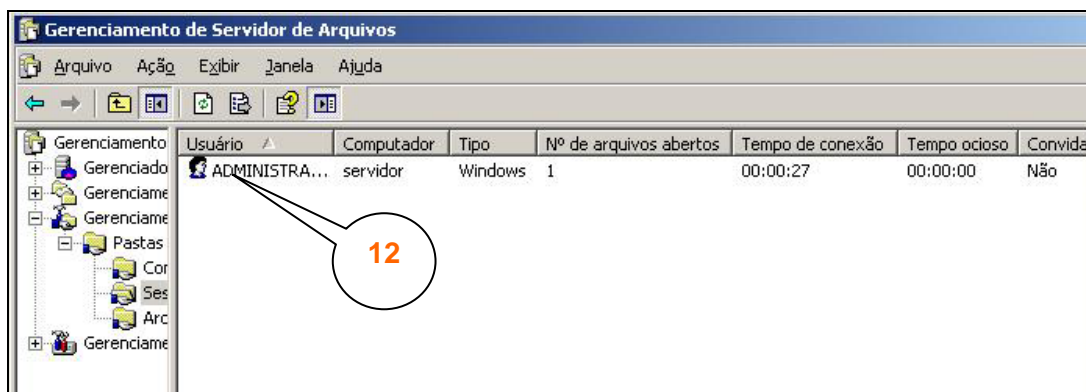 Gerenciamento de Servidor de Arquivos
Arquivo Ação Exibir Janela Ajuda
Gerenciamento
Gerenciado
Gerenciame
Gerenciame
Pastas
Cor
Ses
Arc
Gerenciame
Usuário Computador Tipo Nº de arquivos abertos Tempo de conexão Tempo ocioso Convida
ADMINISTRA... servidor Windows 1 00:00:27 00:00:00 Não
12